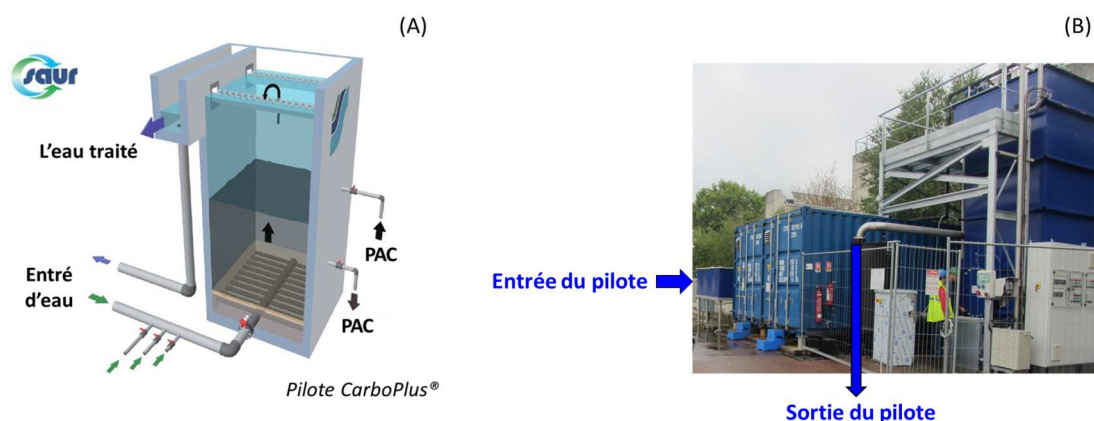 (A)
saur
L'eau traité
Entré
d'eau
PAC
PAC
Pilote CarboPlus®
(B)
Entrée du pilote
Sortie du pilote